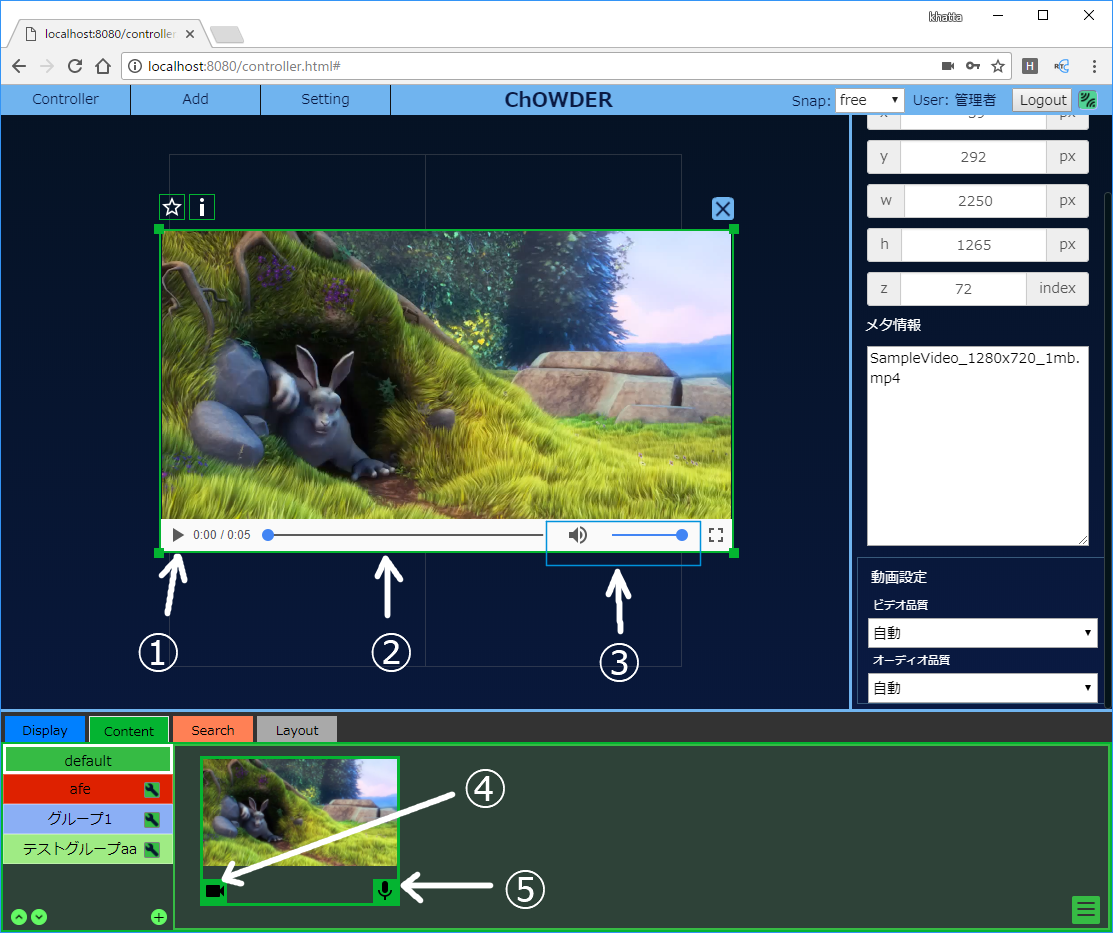 khatta
localhost:8080/controller
localhost:8080/controller.html#
H
Controller Add Setting ChOWDER Snap: free User: 管理者 Logout
y 292 px
w 2250 px
h 1265 px
z 72 index
メタ情報
SampleVideo_1280x720_1mb.
mp4
0:00 / 0:05
動画設定
ビデオ品質
自動
オーディオ品質
自動
① ② ③
Display Content Search Layout
default
afe
グループ1
テストグループaa
④
⑤